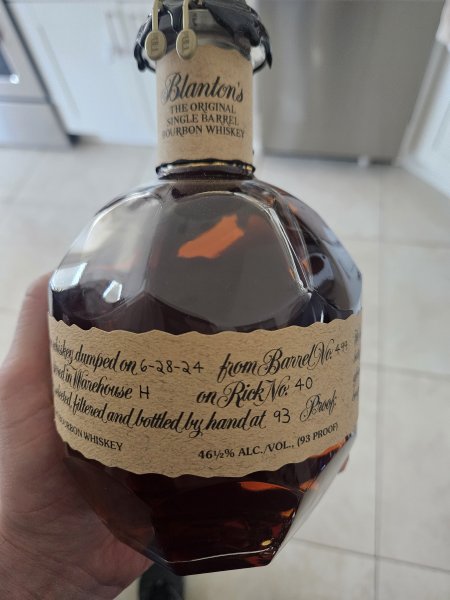 Blanton's
THE ORIGINAL
SINGLE BARREL
BOURBON WHISKEY
whiskey dumped on 6-28-24 from Barrel No: 494
in Warehouse H on Rick No: 40
filtered and bottled by hand at 93 Proof.
BOURBON WHISKEY 46½% ALC./VOL., (93 PROOF)